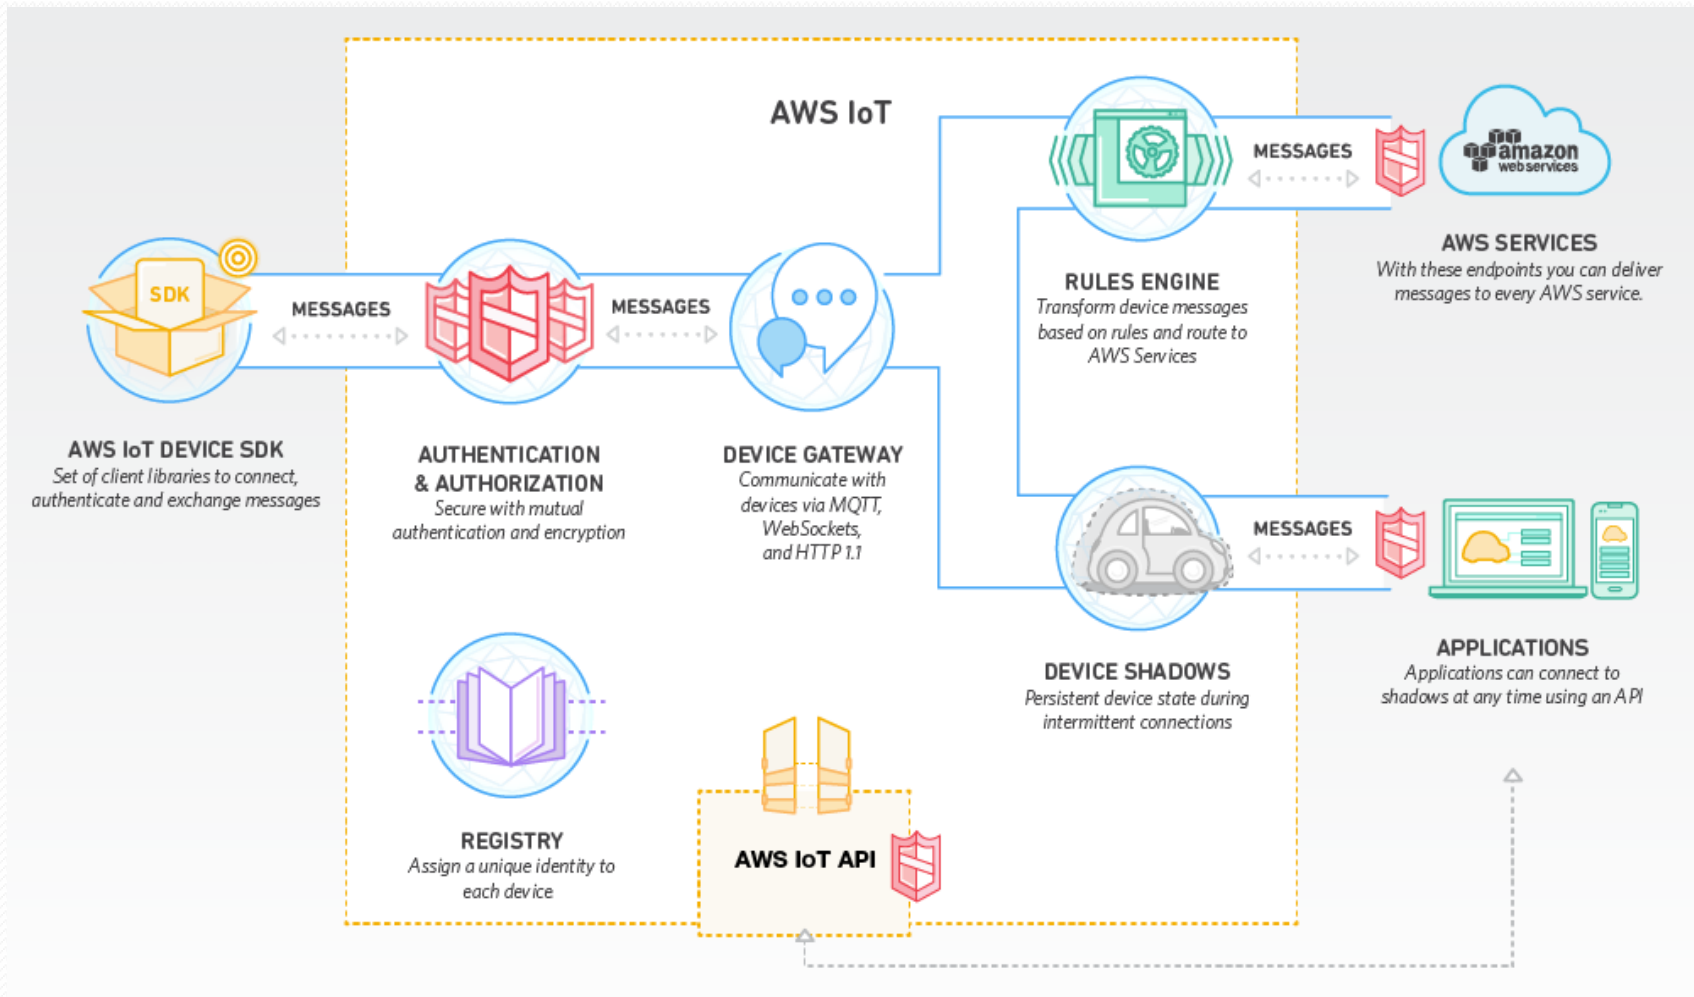 AWS IoT
MESSAGES
amazon
webservices
AWS SERVICES
With these endpoints you can deliver
messages to every AWS service.
RULES ENGINE
Transform device messages
based on rules and route to
AWS Services
SDK
MESSAGES
MESSAGES
AWS IoT DEVICE SDK
Set of client libraries to connect,
authenticate and exchange messages
AUTHENTICATION
& AUTHORIZATION
Secure with mutual
authentication and encryption
DEVICE GATEWAY
Communicate with
devices via MQTT,
WebSockets,
and HTTP 1.1
MESSAGES
DEVICE SHADOWS
Persistent device state during
intermittent connections
APPLICATIONS
Applications can connect to
shadows at any time using an API
REGISTRY
Assign a unique identity to
each device
AWS IoT API